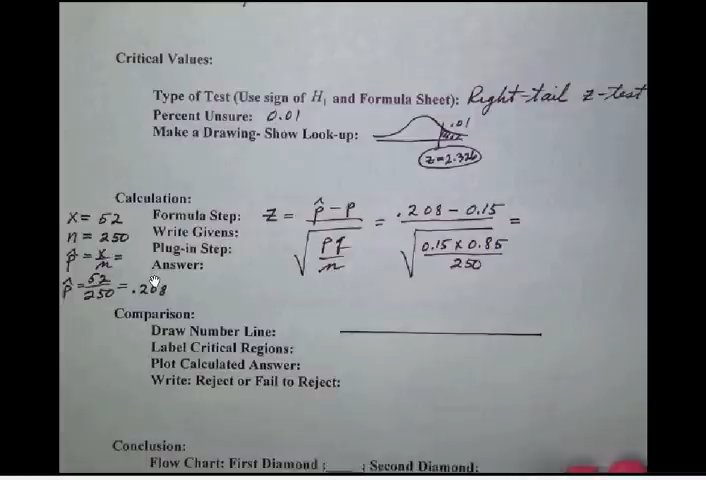 Critical Values:
Type of Test (Use sign of H₁ and Formula Sheet): Right-tail z-test
Percent Unsure: 0.01
Make a Drawing- Show Look-up:
.01
z=2.326
Calculation:
x = 52
Formula Step:
n = 250
Write Givens:
p̂ = x/n =
Plug-in Step:
Answer:
p̂ = 52/250 = .208
z = (p̂ - p)/√(pq/n) = (.208 - 0.15)/√((0.15 x 0.85)/250) =
Comparison:
Draw Number Line:
Label Critical Regions:
Plot Calculated Answer:
Write: Reject or Fail to Reject:
Conclusion:
Flow Chart: First Diamond : ____ ; Second Diamond: